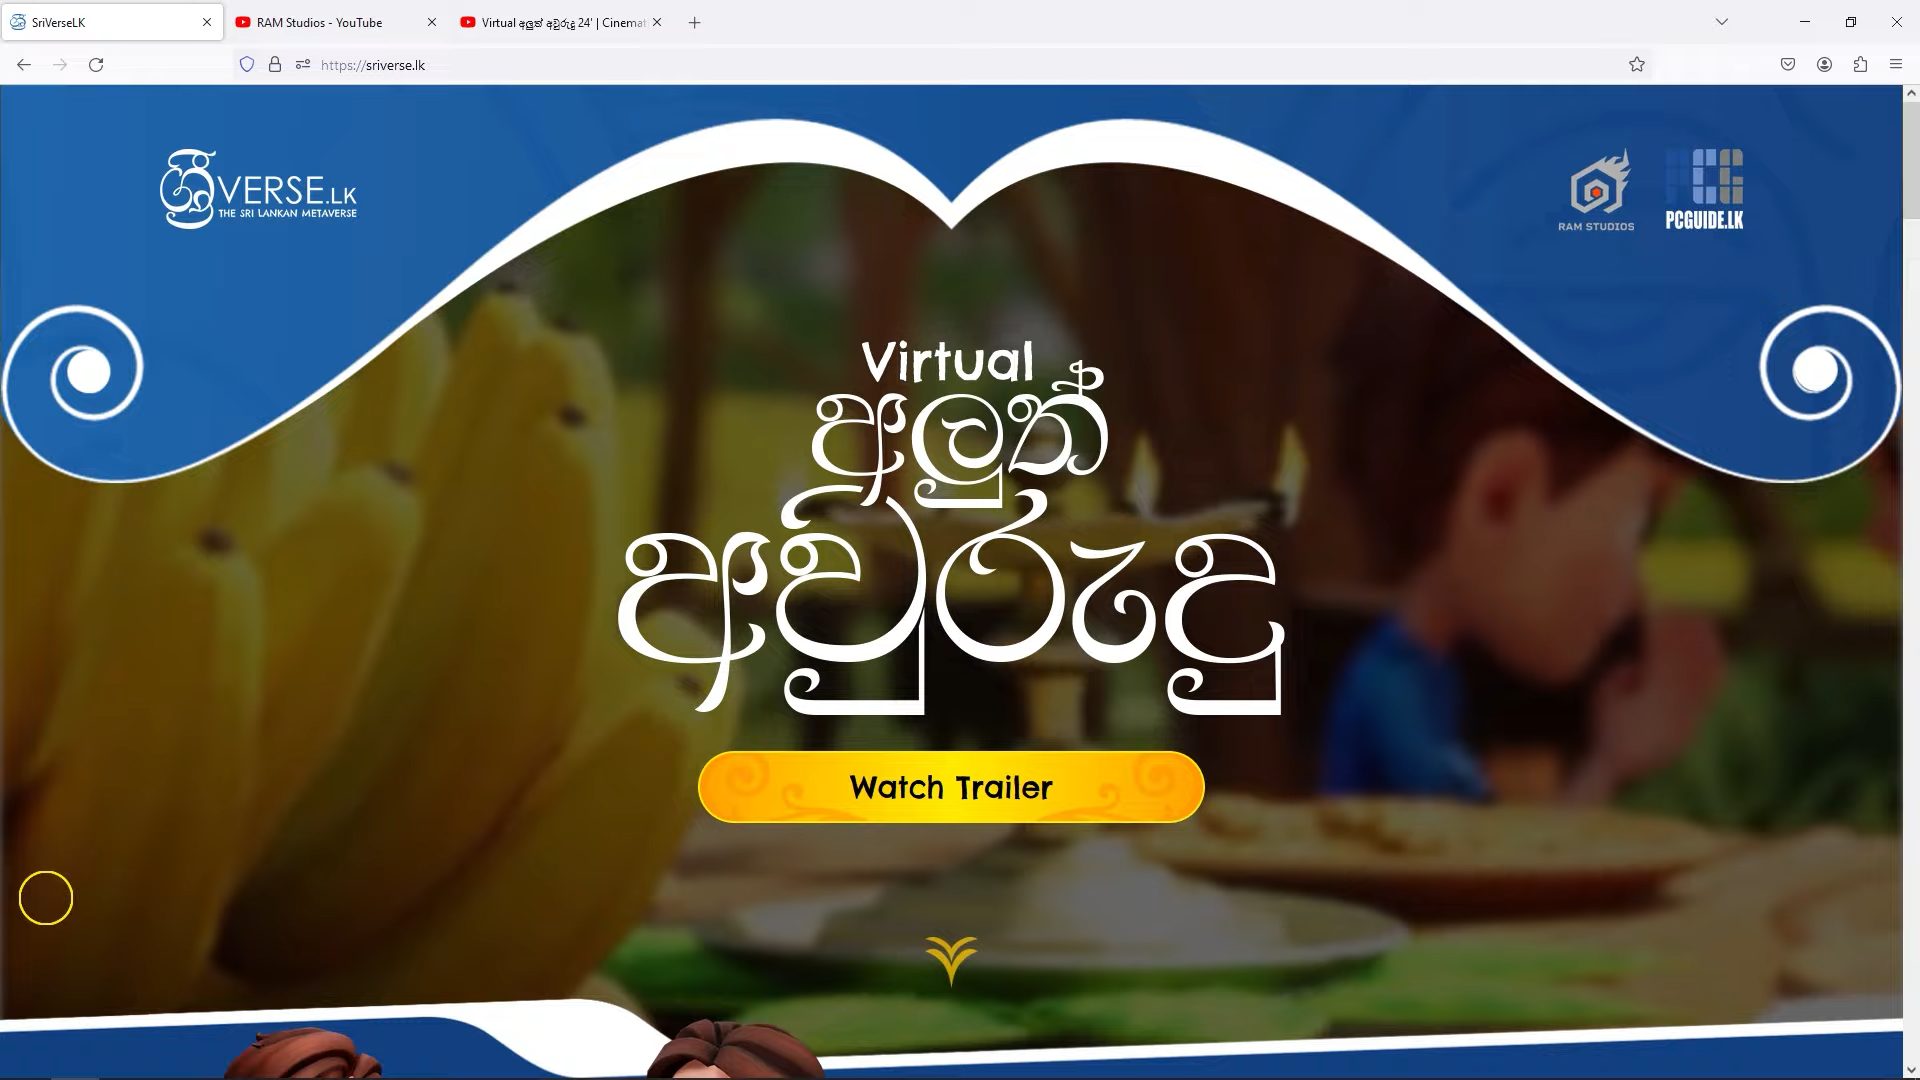 SriVerseLK
RAM Studios - YouTube
Virtual අලුත් අවුරුදු 24' | Cinemat
https://sriverse.lk
ශ්‍රීVERSE.LK
THE SRI LANKAN METAVERSE
RAM STUDIOS
PCG
PCGUIDE.LK
Virtual
අලුත්
අවුරුදු
Watch Trailer